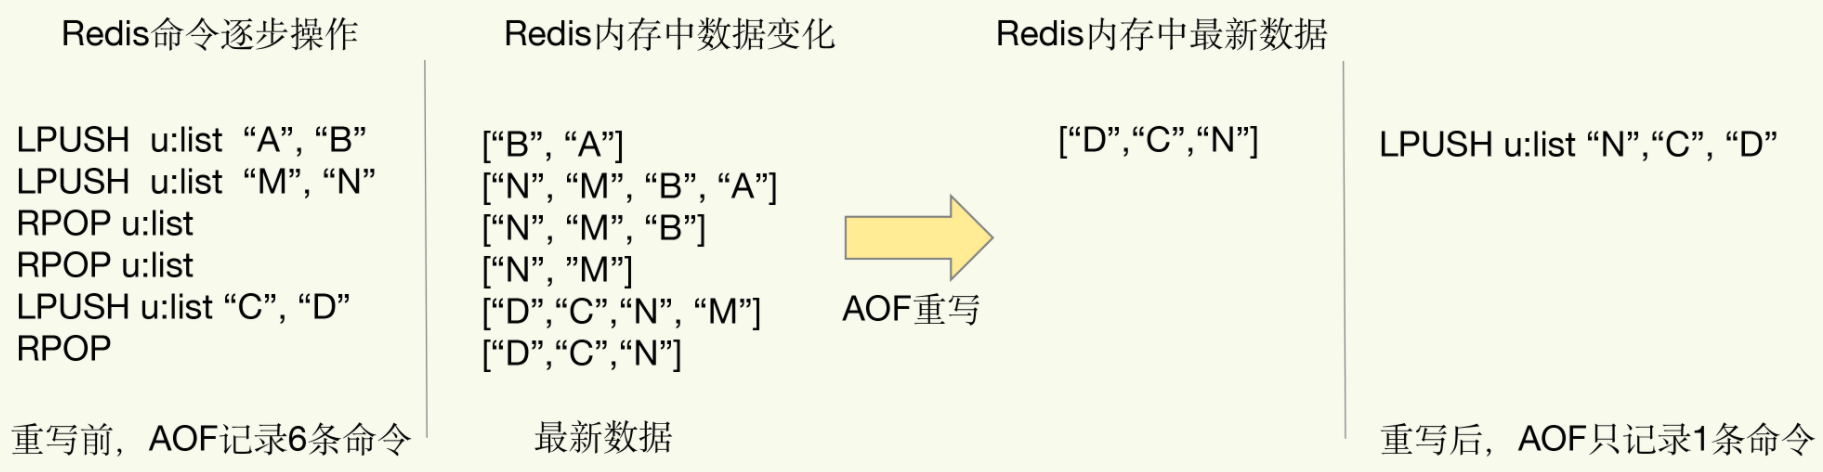 Redis命令逐步操作
LPUSH  u:list  “A”, “B”
LPUSH  u:list  “M”, “N”
RPOP u:list
RPOP u:list
LPUSH u:list “C”, “D”
RPOP
重写前，AOF记录6条命令
Redis内存中数据变化
[“B”, “A”]
[“N”, “M”, “B”, “A”]
[“N”, “M”, “B”]
[“N”, ”M”]
[“D”,“C”,“N”, “M”]
[“D”,“C”,“N”]
最新数据
AOF重写
Redis内存中最新数据
[“D”,“C”,“N”]
LPUSH u:list “N”,“C”, “D”
重写后，AOF只记录1条命令